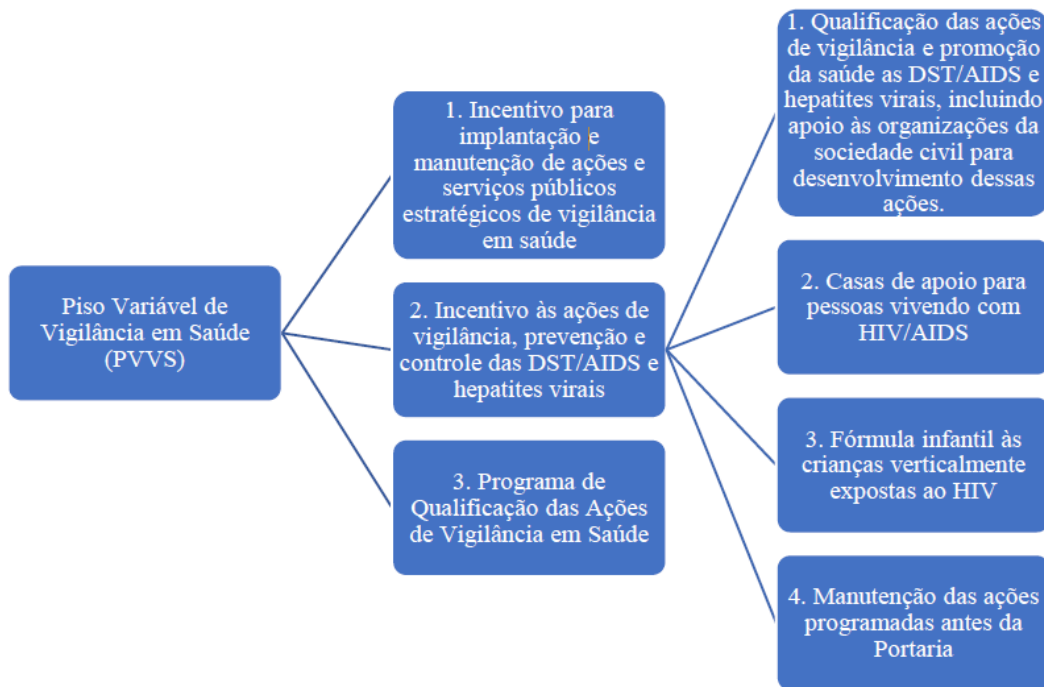 Piso Variável de
Vigilância em Saúde
(PVVS)
1. Incentivo para
implantação e
manutenção de ações e
serviços públicos
estratégicos de vigilância
em saúde
2. Incentivo às ações de
vigilância, prevenção e
controle das DST/AIDS e
hepatites virais
3. Programa de
Qualificação das Ações
de Vigilância em Saúde
1. Qualificação das ações
de vigilância e promoção
da saúde as DST/AIDS e
hepatites virais, incluindo
apoio às organizações da
sociedade civil para
desenvolvimento dessas
ações.
2. Casas de apoio para
pessoas vivendo com
HIV/AIDS
3. Fórmula infantil às
crianças verticalmente
expostas ao HIV
4. Manutenção das ações
programadas antes da
Portaria